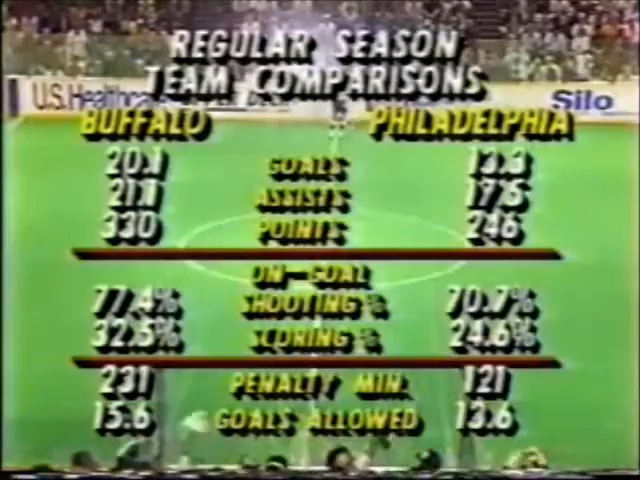 REGULAR SEASON
TEAM COMPARISONS
U.S. Healthcare
Silo
BUFFALO PHILADELPHIA
20.1 GOALS 13.3
21.1 ASSISTS 17.5
330 POINTS 246
ON-GOAL
77.4% SHOOTING % 70.7%
32.5% SCORING % 24.6%
231 PENALTY MIN. 121
15.6 GOALS ALLOWED 13.6